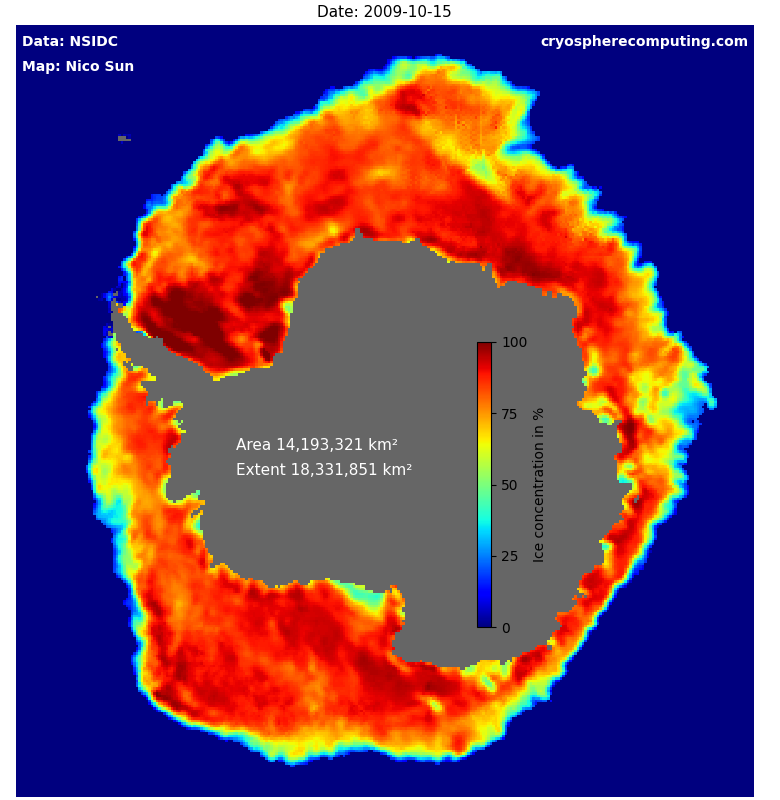 Date: 2009-10-15
Data: NSIDC
cryospherecomputing.com
Map: Nico Sun
100
75
50
25
0
Ice concentration in %
Area 14,193,321 km²
Extent 18,331,851 km²